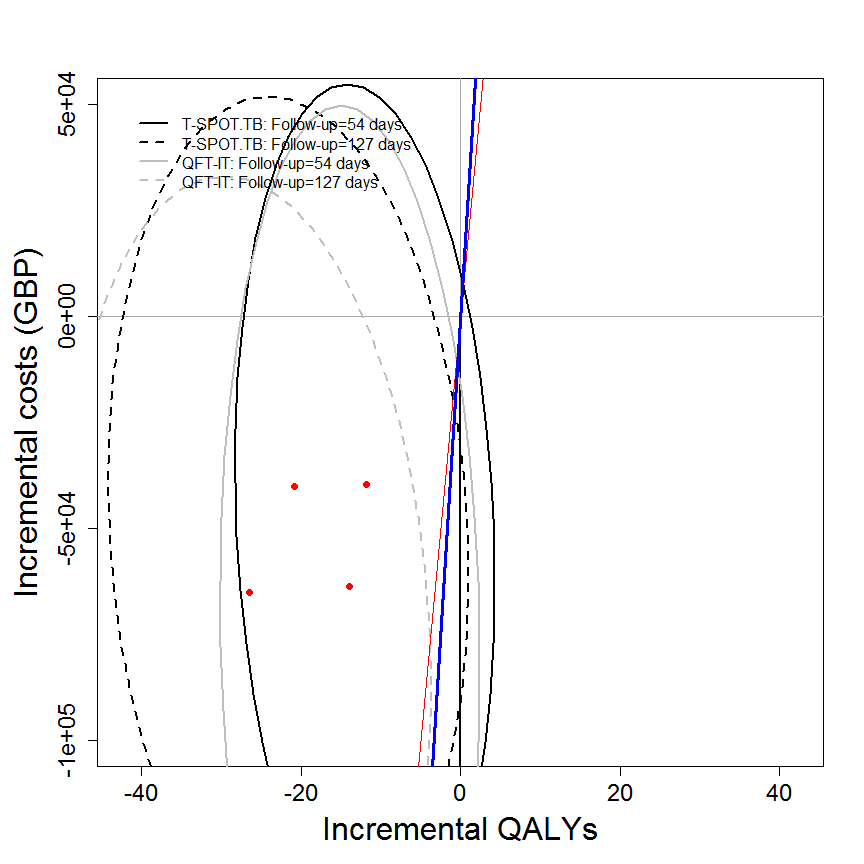 5e+04
0e+00
-5e+04
-1e+05
Incremental costs (GBP)
T-SPOT.TB: Follow-up=54 days
T-SPOT.TB: Follow-up=127 days
QFT-IT: Follow-up=54 days
QFT-IT: Follow-up=127 days
-40 -20 0 20 40
Incremental QALYs